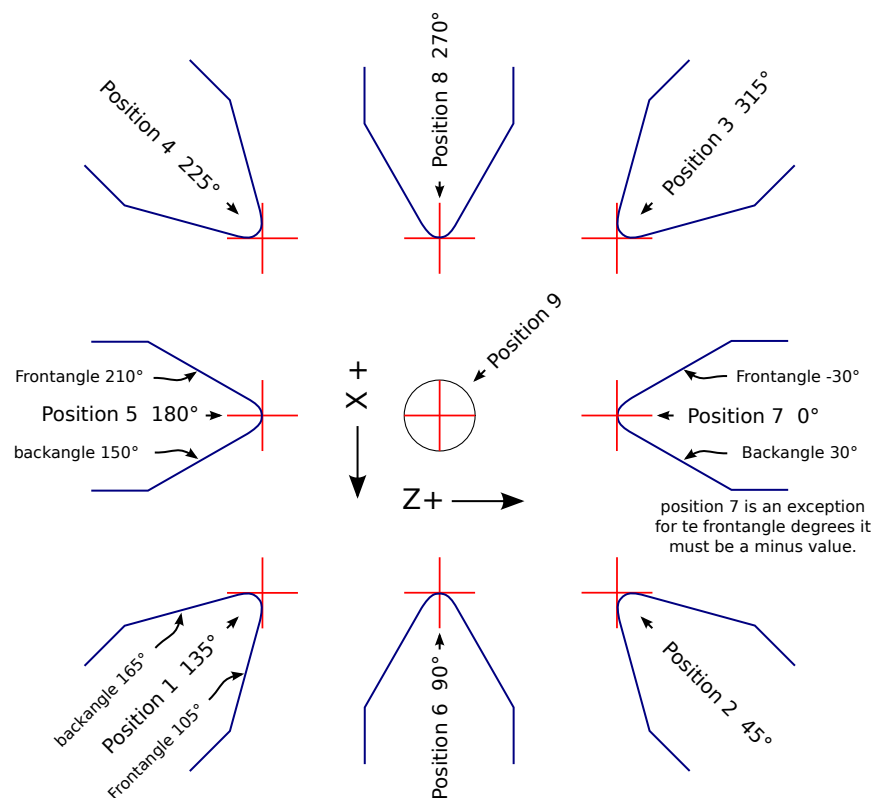 Position 4  225°
Position 8  270°
Position 3  315°
Position 9
Frontangle 210°
Position 5  180°
backangle 150°
X +
Z+
Frontangle -30°
Position 7  0°
Backangle 30°
position 7 is an exception
for te frontangle degrees it
must be a minus value.
backangle 165°
Position 1  135°
Frontangle 105°
Position 6  90°
Position 2  45°